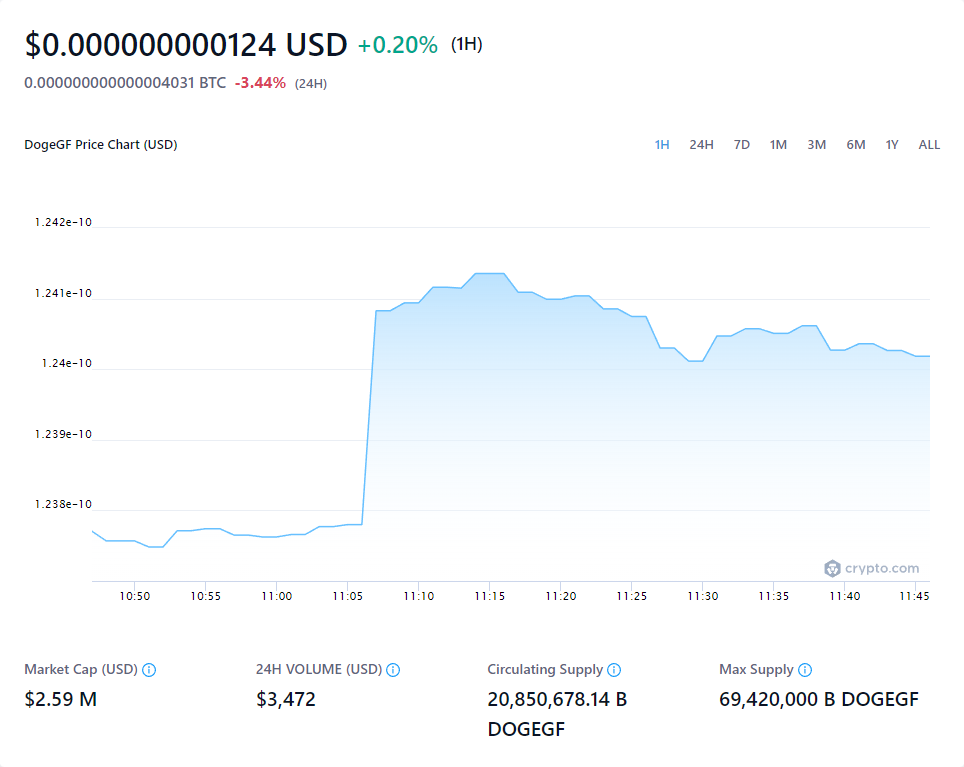 $0.000000000124 USD +0.20% (1H)
0.000000000000004031 BTC -3.44% (24H)
DogeGF Price Chart (USD)
1H 24H 7D 1M 3M 6M 1Y ALL
1.242e-10
1.241e-10
1.24e-10
1.239e-10
1.238e-10
crypto.com
10:50 10:55 11:00 11:05 11:10 11:15 11:20 11:25 11:30 11:35 11:40 11:45
Market Cap (USD) 24H VOLUME (USD) Circulating Supply Max Supply
$2.59 M $3,472 20,850,678.14 B 69,420,000 B DOGEGF
DOGEGF